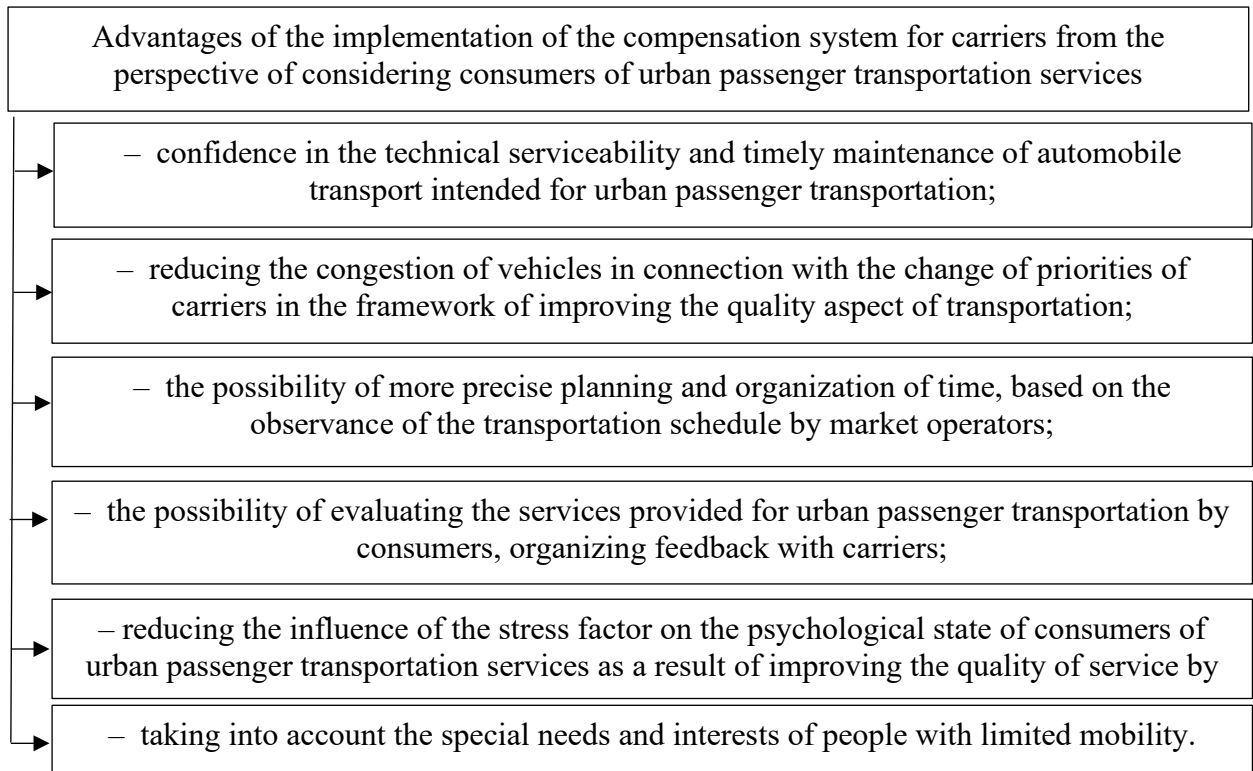 Advantages of the implementation of the compensation system for carriers from the
perspective of considering consumers of urban passenger transportation services
– confidence in the technical serviceability and timely maintenance of automobile
transport intended for urban passenger transportation;
– reducing the congestion of vehicles in connection with the change of priorities of
carriers in the framework of improving the quality aspect of transportation;
– the possibility of more precise planning and organization of time, based on the
observance of the transportation schedule by market operators;
– the possibility of evaluating the services provided for urban passenger transportation by
consumers, organizing feedback with carriers;
– reducing the influence of the stress factor on the psychological state of consumers of
urban passenger transportation services as a result of improving the quality of service by
– taking into account the special needs and interests of people with limited mobility.